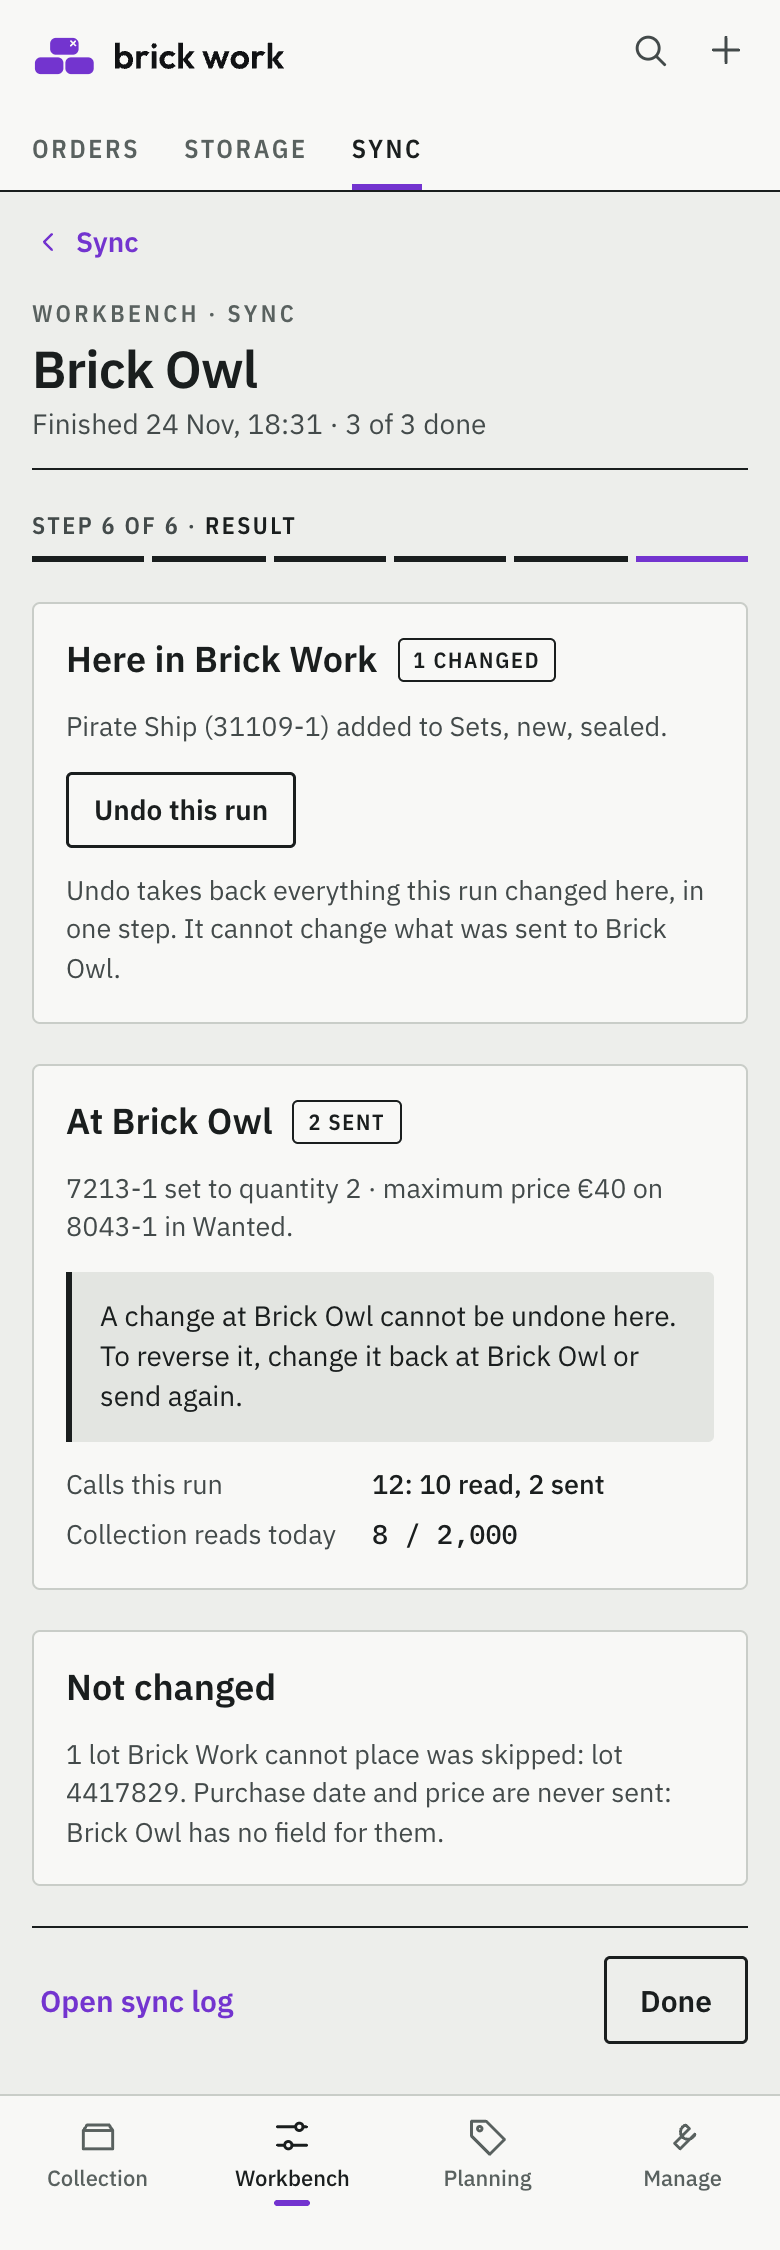 brick work
ORDERS STORAGE SYNC
Sync
WORKBENCH · SYNC
Brick Owl
Finished 24 Nov, 18:31 · 3 of 3 done
STEP 6 OF 6 · RESULT
Here in Brick Work 1 CHANGED
Pirate Ship (31109-1) added to Sets, new, sealed.
Undo this run
Undo takes back everything this run changed here, in
one step. It cannot change what was sent to Brick
Owl.
At Brick Owl 2 SENT
7213-1 set to quantity 2 · maximum price €40 on
8043-1 in Wanted.
A change at Brick Owl cannot be undone here.
To reverse it, change it back at Brick Owl or
send again.
Calls this run 12: 10 read, 2 sent
Collection reads today 8 / 2,000
Not changed
1 lot Brick Work cannot place was skipped: lot
4417829. Purchase date and price are never sent:
Brick Owl has no field for them.
Open sync log Done
Collection Workbench Planning Manage